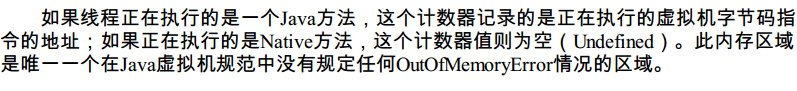 如果线程正在执行的是一个Java方法，这个计数器记录的是正在执行的虚拟机字节码指
令的地址；如果正在执行的是Native方法，这个计数器值则为空（Undefined）。此内存区域
是唯一一个在Java虚拟机规范中没有规定任何OutOfMemoryError情况的区域。